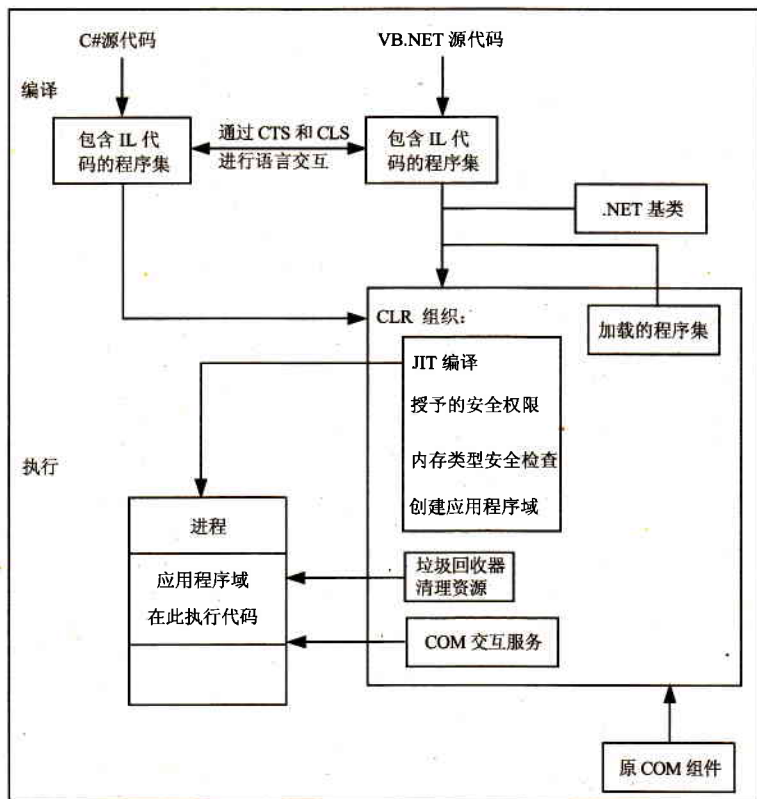 C#源代码
VB.NET 源代码
编译
包含 IL 代
码的程序集
通过 CTS 和 CLS
进行语言交互
包含 IL 代
码的程序集
.NET 基类
CLR 组织：
加载的程序集
JIT 编译
授予的安全权限
内存类型安全检查
创建应用程序域
执行
进程
应用程序域
在此执行代码
垃圾回收器
清理资源
COM 交互服务
原 COM 组件